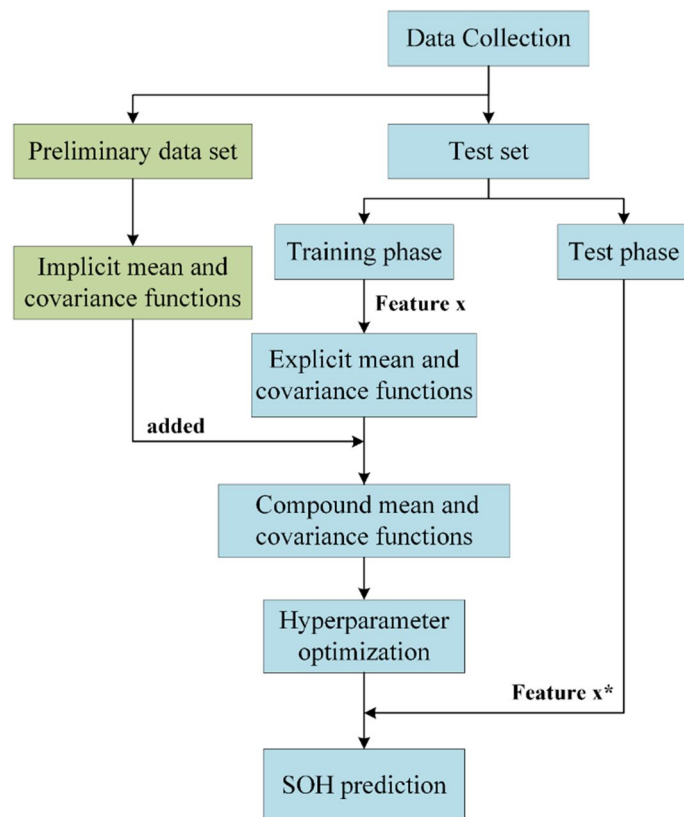 Data Collection
Preliminary data set
Test set
Training phase
Test phase
Implicit mean and
covariance functions
Feature x
Explicit mean and
covariance functions
added
Compound mean and
covariance functions
Hyperparameter
optimization
Feature x*
SOH prediction